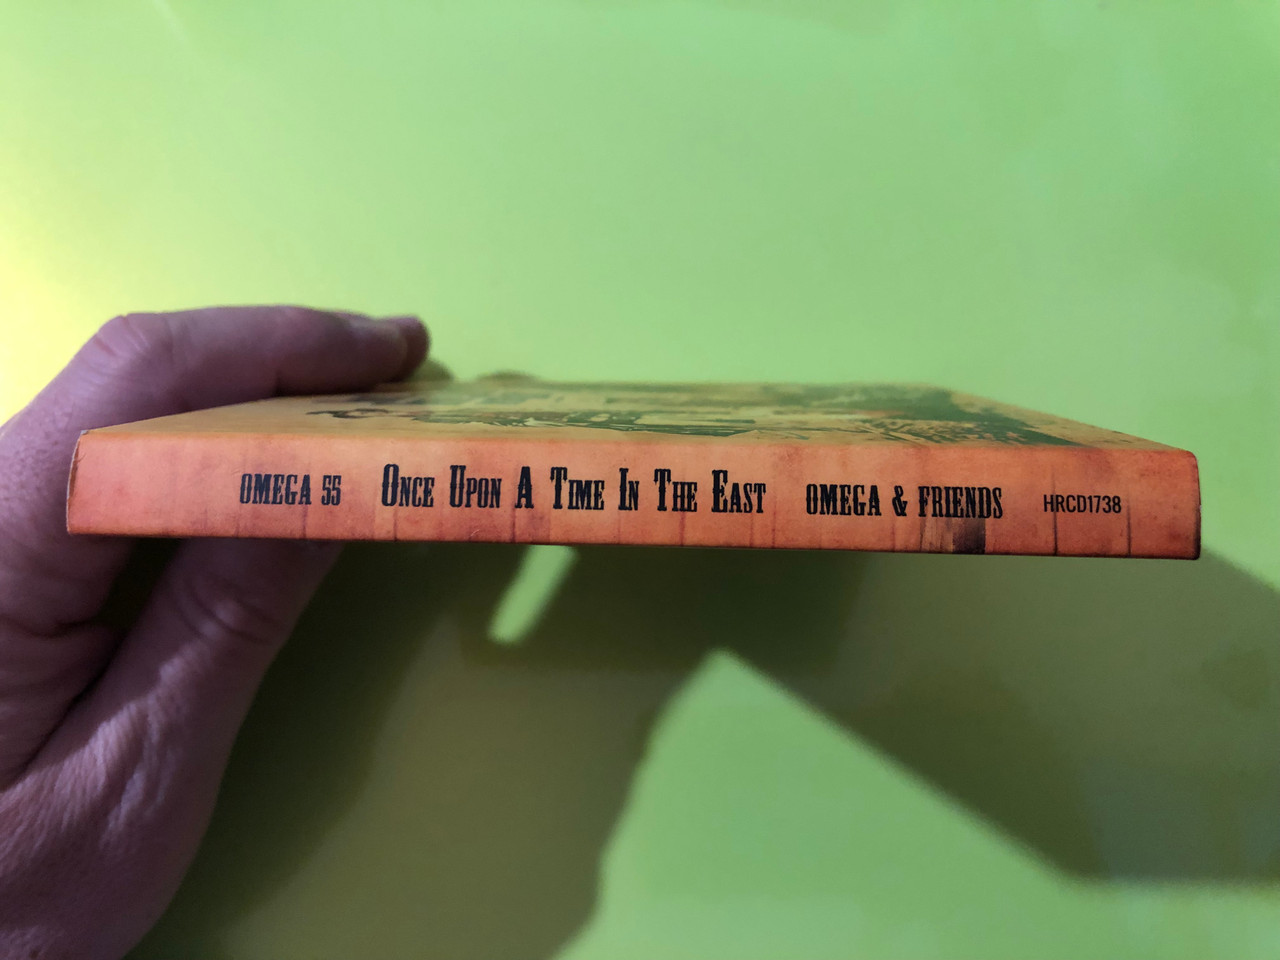 OMEGA 55 ONCE UPON A TIME IN THE EAST OMEGA & FRIENDS HRCD1738